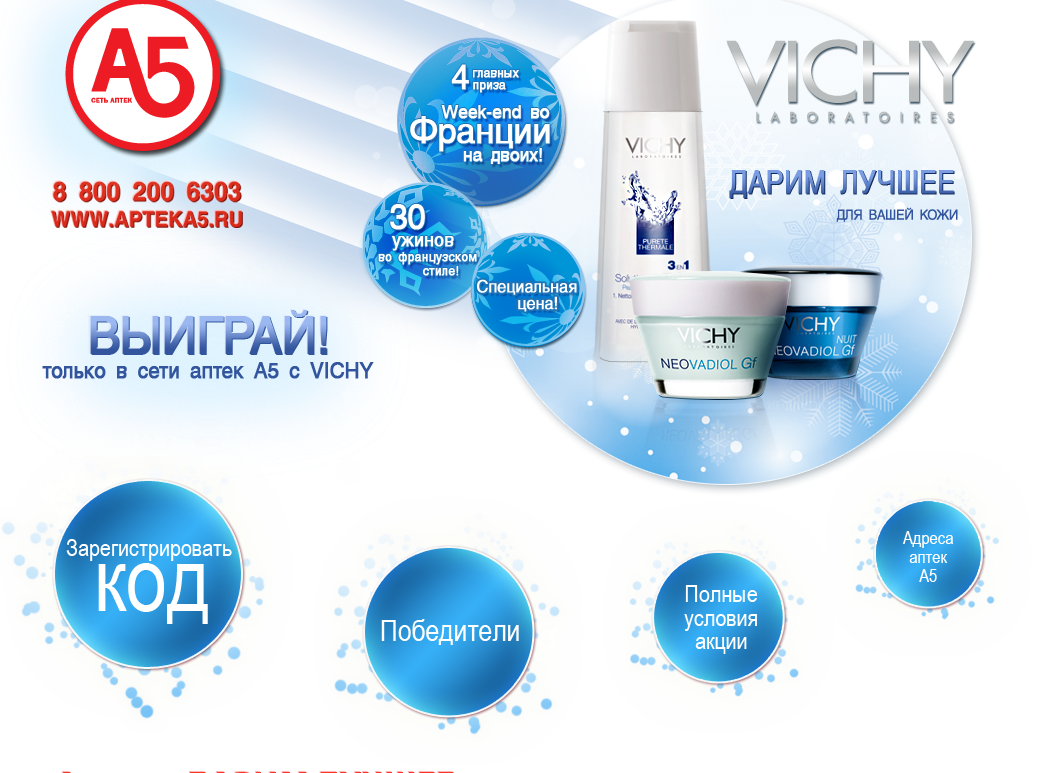 А5
СЕТЬ АПТЕК
8 800 200 6303
WWW.APTEKA5.RU
4 главных
приза
Week-end во
Франции
на двоих!
30
ужинов
во французском
стиле!
Специальная
цена!
ВЫИГРАЙ!
только в сети аптек А5 с VICHY
VICHY
LABORATOIRES
ДАРИМ ЛУЧШЕЕ
ДЛЯ ВАШЕЙ КОЖИ
VICHY
LABORATOIRES
PURETE
THERMALE
3 EN 1
VICHY
LABORATOIRES
NEOVADIOL Gf
VICHY
NUIT
NEOVADIOL Gf
Зарегистрировать
КОД
Победители
Полные
условия
акции
Адреса
аптек
А5